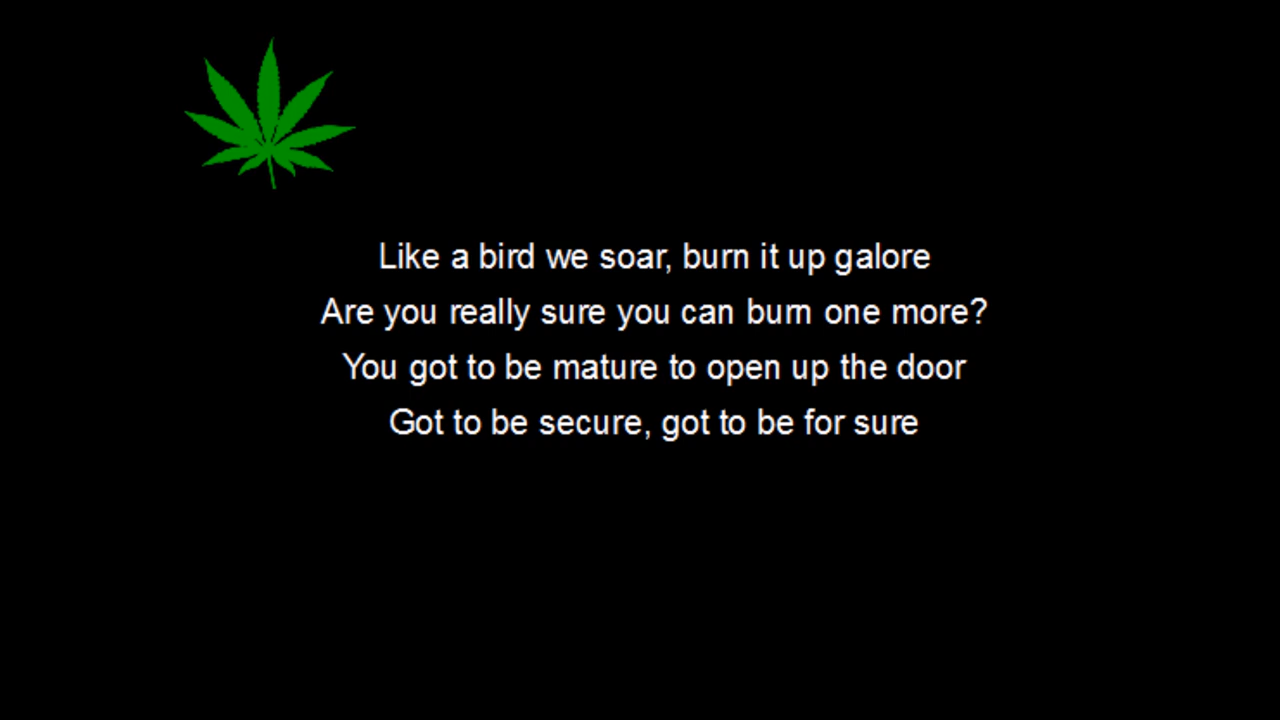 Like a bird we soar, burn it up galore
Are you really sure you can burn one more?
You got to be mature to open up the door
Got to be secure, got to be for sure